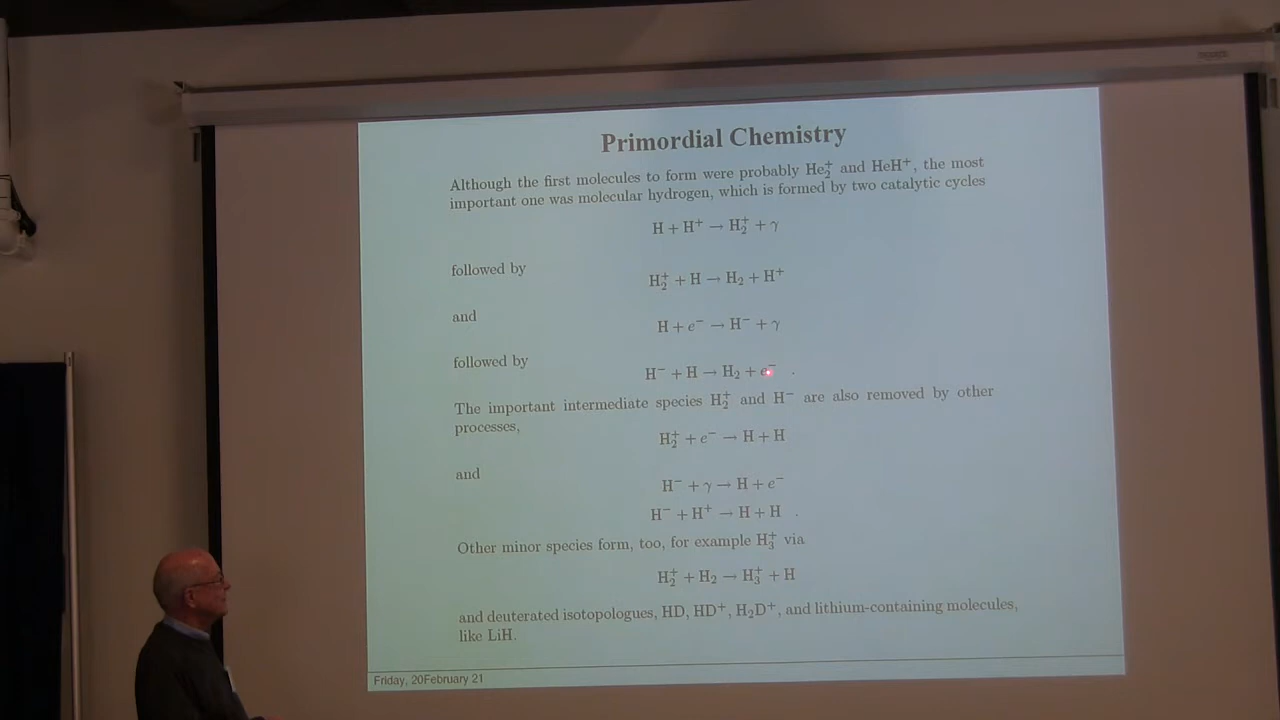 Primordial Chemistry
Although the first molecules to form were probably He₂⁺ and HeH⁺, the most
important one was molecular hydrogen, which is formed by two catalytic cycles
H + H⁺ → H₂⁺ + γ
followed by
H₂⁺ + H → H₂ + H⁺
and
H + e⁻ → H⁻ + γ
followed by
H⁻ + H → H₂ + e⁻ .
The important intermediate species H₂⁺ and H⁻ are also removed by other
processes,
H₂⁺ + e⁻ → H + H
and
H⁻ + γ → H + e⁻
H⁻ + H⁺ → H + H .
Other minor species form, too, for example H₃⁺ via
H₂⁺ + H₂ → H₃⁺ + H
and deuterated isotopologues, HD, HD⁺, H₂D⁺, and lithium-containing molecules,
like LiH.
Friday, 20February 21